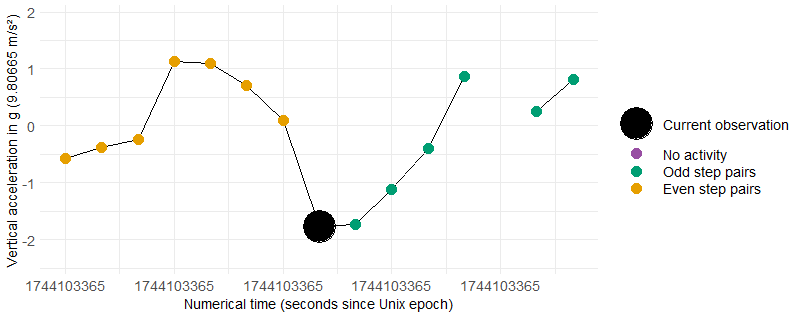 Vertical acceleration in g (9.80665 m/s²)
2
1
0
-1
-2
1744103365 1744103365 1744103365 1744103365 1744103365
Numerical time (seconds since Unix epoch)
Current observation
No activity
Odd step pairs
Even step pairs